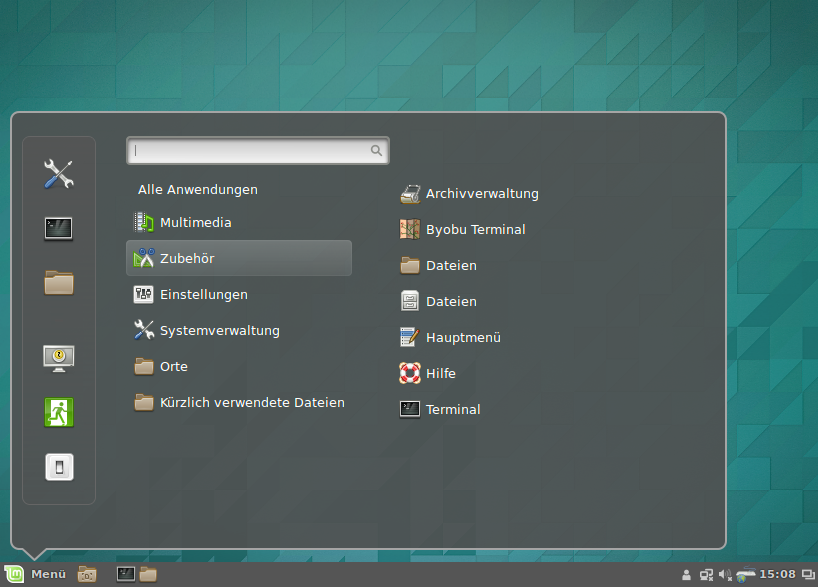 Alle Anwendungen
Multimedia
Zubehör
Einstellungen
Systemverwaltung
Orte
Kürzlich verwendete Dateien
Archivverwaltung
Byobu Terminal
Dateien
Dateien
Hauptmenü
Hilfe
Terminal
Menü
15:08